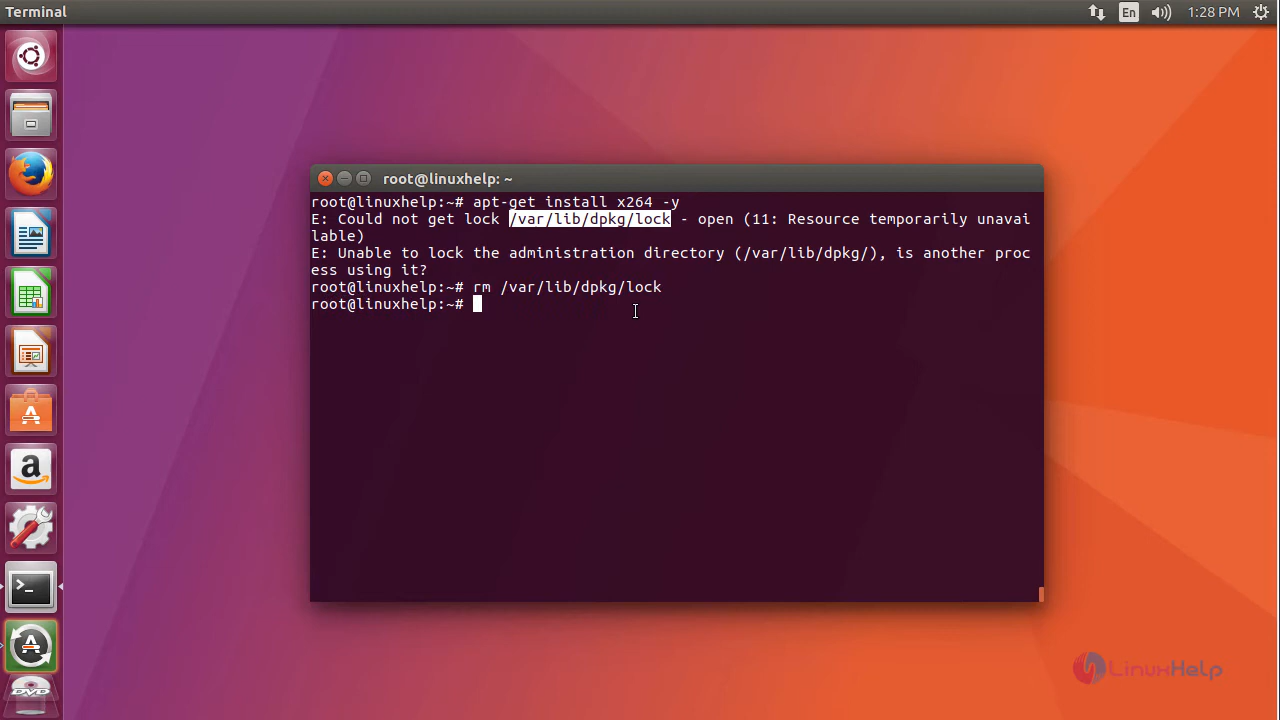 Terminal
En
1:28 PM
root@linuxhelp: ~
root@linuxhelp:~# apt-get install x264 -y
E: Could not get lock /var/lib/dpkg/lock - open (11: Resource temporarily unavai
lable)
E: Unable to lock the administration directory (/var/lib/dpkg/), is another proc
ess using it?
root@linuxhelp:~# rm /var/lib/dpkg/lock
root@linuxhelp:~#
LinuxHelp
DVD